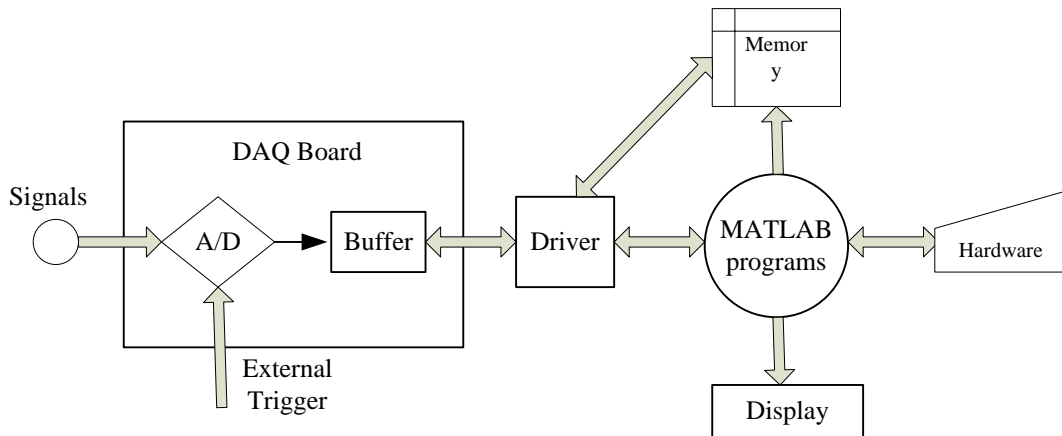 Memor
y
DAQ Board
Signals
A/D
Buffer
Driver
MATLAB
programs
Hardware
External
Trigger
Display